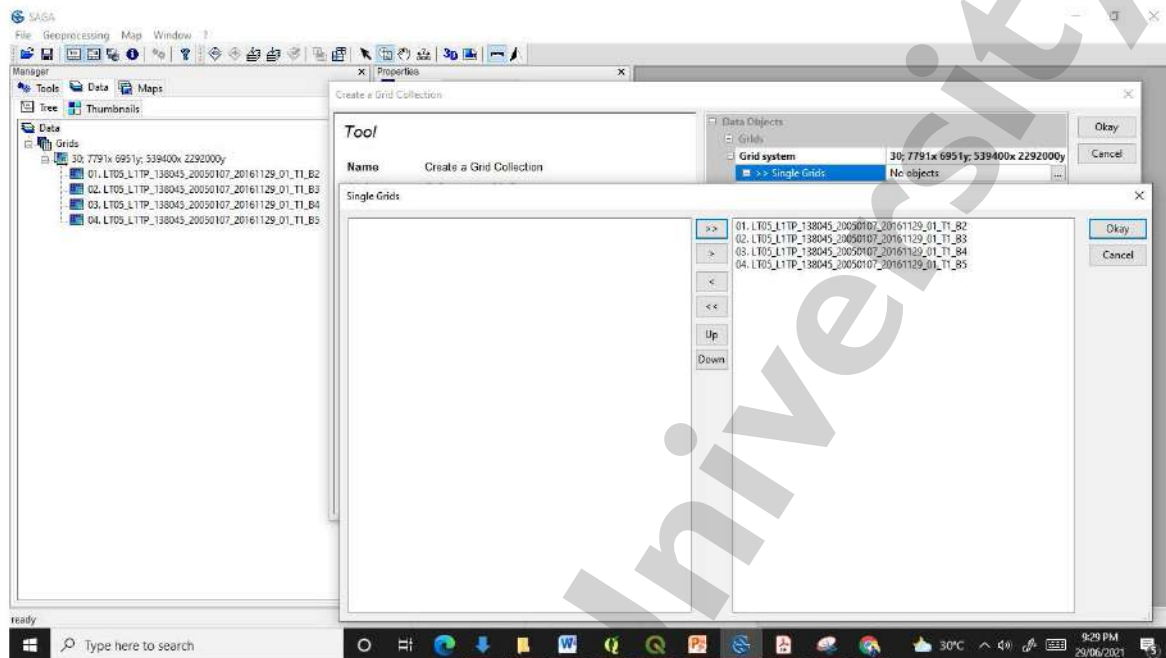 SAGA
File Geoprocessing Map Window ?
Manager
Properties
Tools Data Maps
Tree Thumbnails
Data
Grids
30; 7791x 6951y; 539400x 2292000y
01. LT05_L1TP_138045_20050107_20161129_01_T1_B2
02. LT05_L1TP_138045_20050107_20161129_01_T1_B3
03. LT05_L1TP_138045_20050107_20161129_01_T1_B4
04. LT05_L1TP_138045_20050107_20161129_01_T1_B5
Create a Grid Collection
Tool
Name Create a Grid Collection
Data Objects
Grids
Grid system 30; 7791x 6951y; 539400x 2292000y
>> Single Grids No objects ...
Okay
Cancel
Single Grids
>>
>
<
<<
Up
Down
01. LT05_L1TP_138045_20050107_20161129_01_T1_B2
02. LT05_L1TP_138045_20050107_20161129_01_T1_B3
03. LT05_L1TP_138045_20050107_20161129_01_T1_B4
04. LT05_L1TP_138045_20050107_20161129_01_T1_B5
Okay
Cancel
ready
Type here to search
30°C
9:29 PM
29/06/2021
University